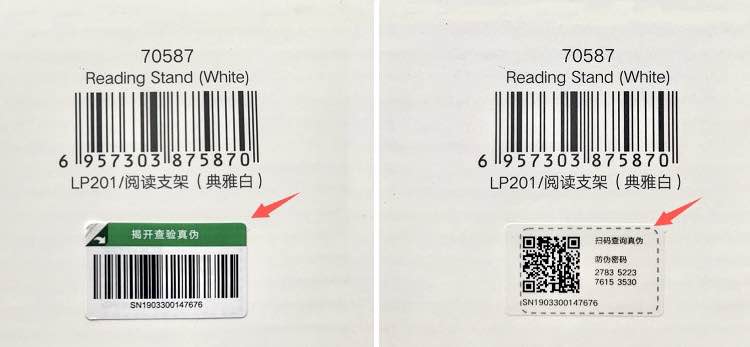 70587
Reading Stand (White)
6 957303 875870
LP201/阅读支架（典雅白）
揭开查验真伪
SN1903300147676
70587
Reading Stand (White)
6 957303 875870
LP201/阅读支架（典雅白）
扫码查询真伪
防伪密码
2783 5223
7615 3530
SN1903300147676